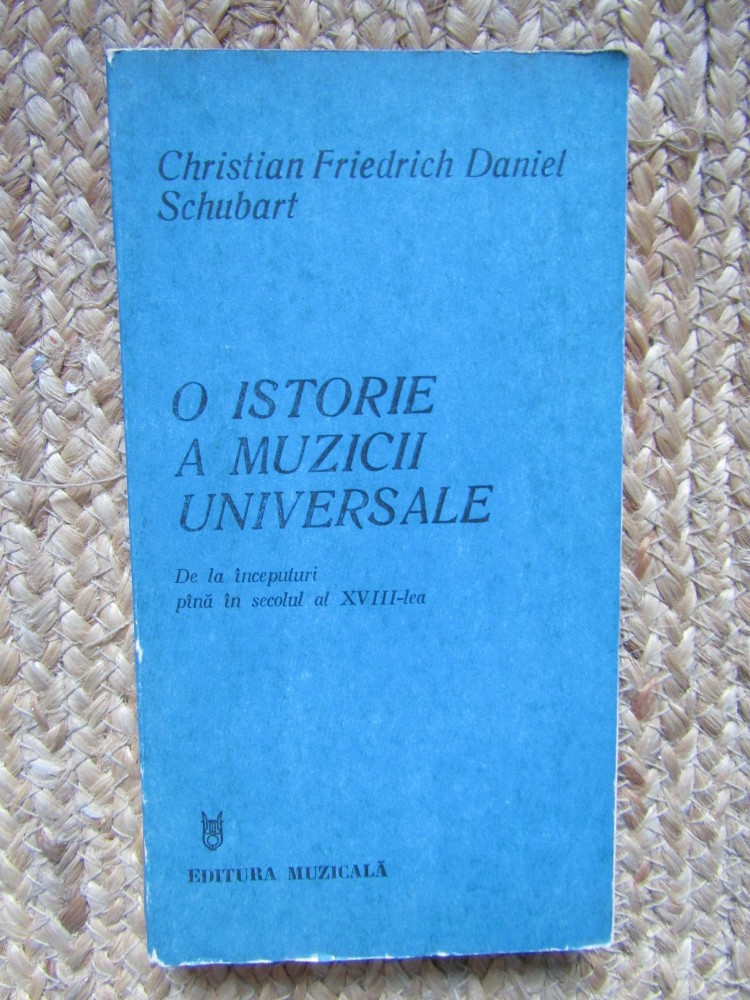 Christian Friedrich Daniel
Schubart
O ISTORIE
A MUZICII
UNIVERSALE
De la începuturi
pînă în secolul al XVIII-lea
EDITURA MUZICALĂ